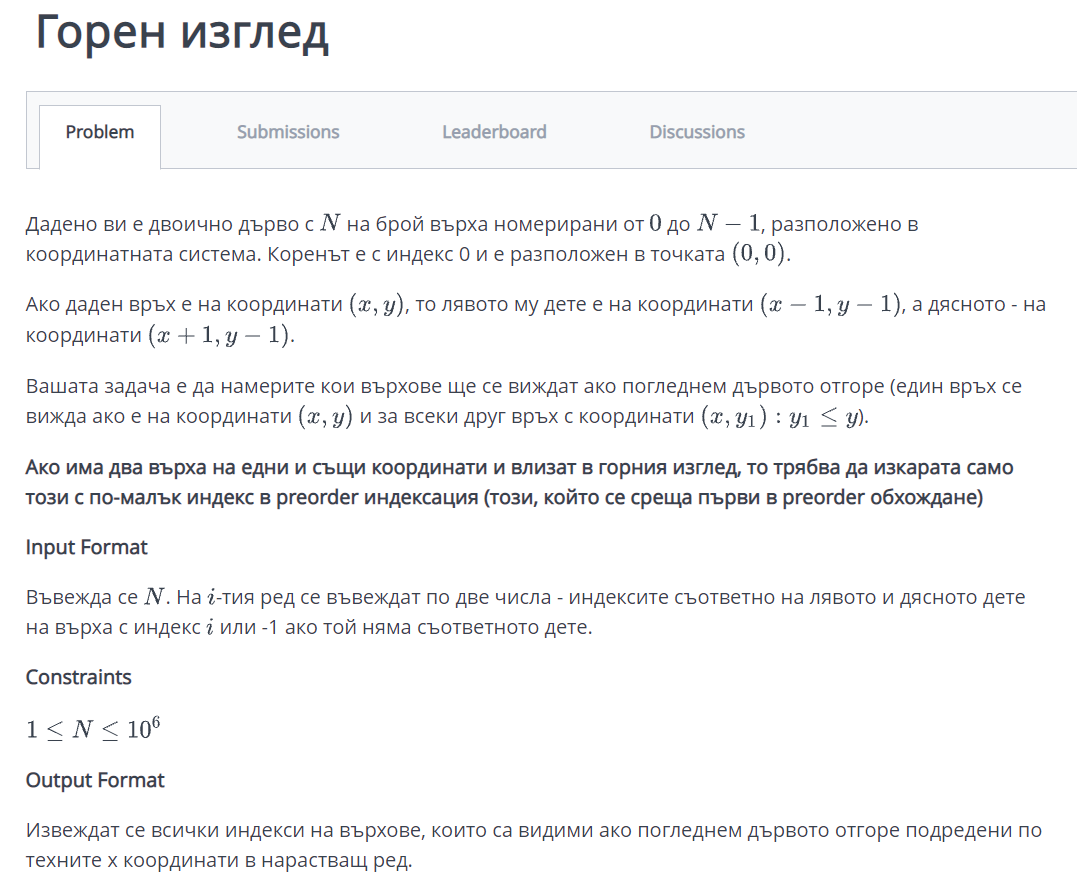 Горен изглед
Problem
Submissions
Leaderboard
Discussions
Дадено ви е двоично дърво с N на брой върха номерирани от 0 до N − 1, разположено в
координатната система. Коренът е с индекс 0 и е разположен в точката (0, 0).
Ако даден връх е на координати (x, y), то лявото му дете е на координати (x − 1, y − 1), а дясното - на
координати (x + 1, y − 1).
Вашата задача е да намерите кои върхове ще се виждат ако погледнем дървото отгоре (един връх се
вижда ако е на координати (x, y) и за всеки друг връх с координати (x, y₁) : y₁ ≤ y).
Ако има два върха на едни и същи координати и влизат в горния изглед, то трябва да изкарата само
този с по-малък индекс в preorder индексация (този, който се среща първи в preorder обхождане)
Input Format
Въвежда се N. На i-тия ред се въвеждат по две числа - индексите съответно на лявото и дясното дете
на върха с индекс i или -1 ако той няма съответното дете.
Constraints
1 ≤ N ≤ 10⁶
Output Format
Извеждат се всички индекси на върхове, които са видими ако погледнем дървото отгоре подредени по
техните x координати в нарастващ ред.